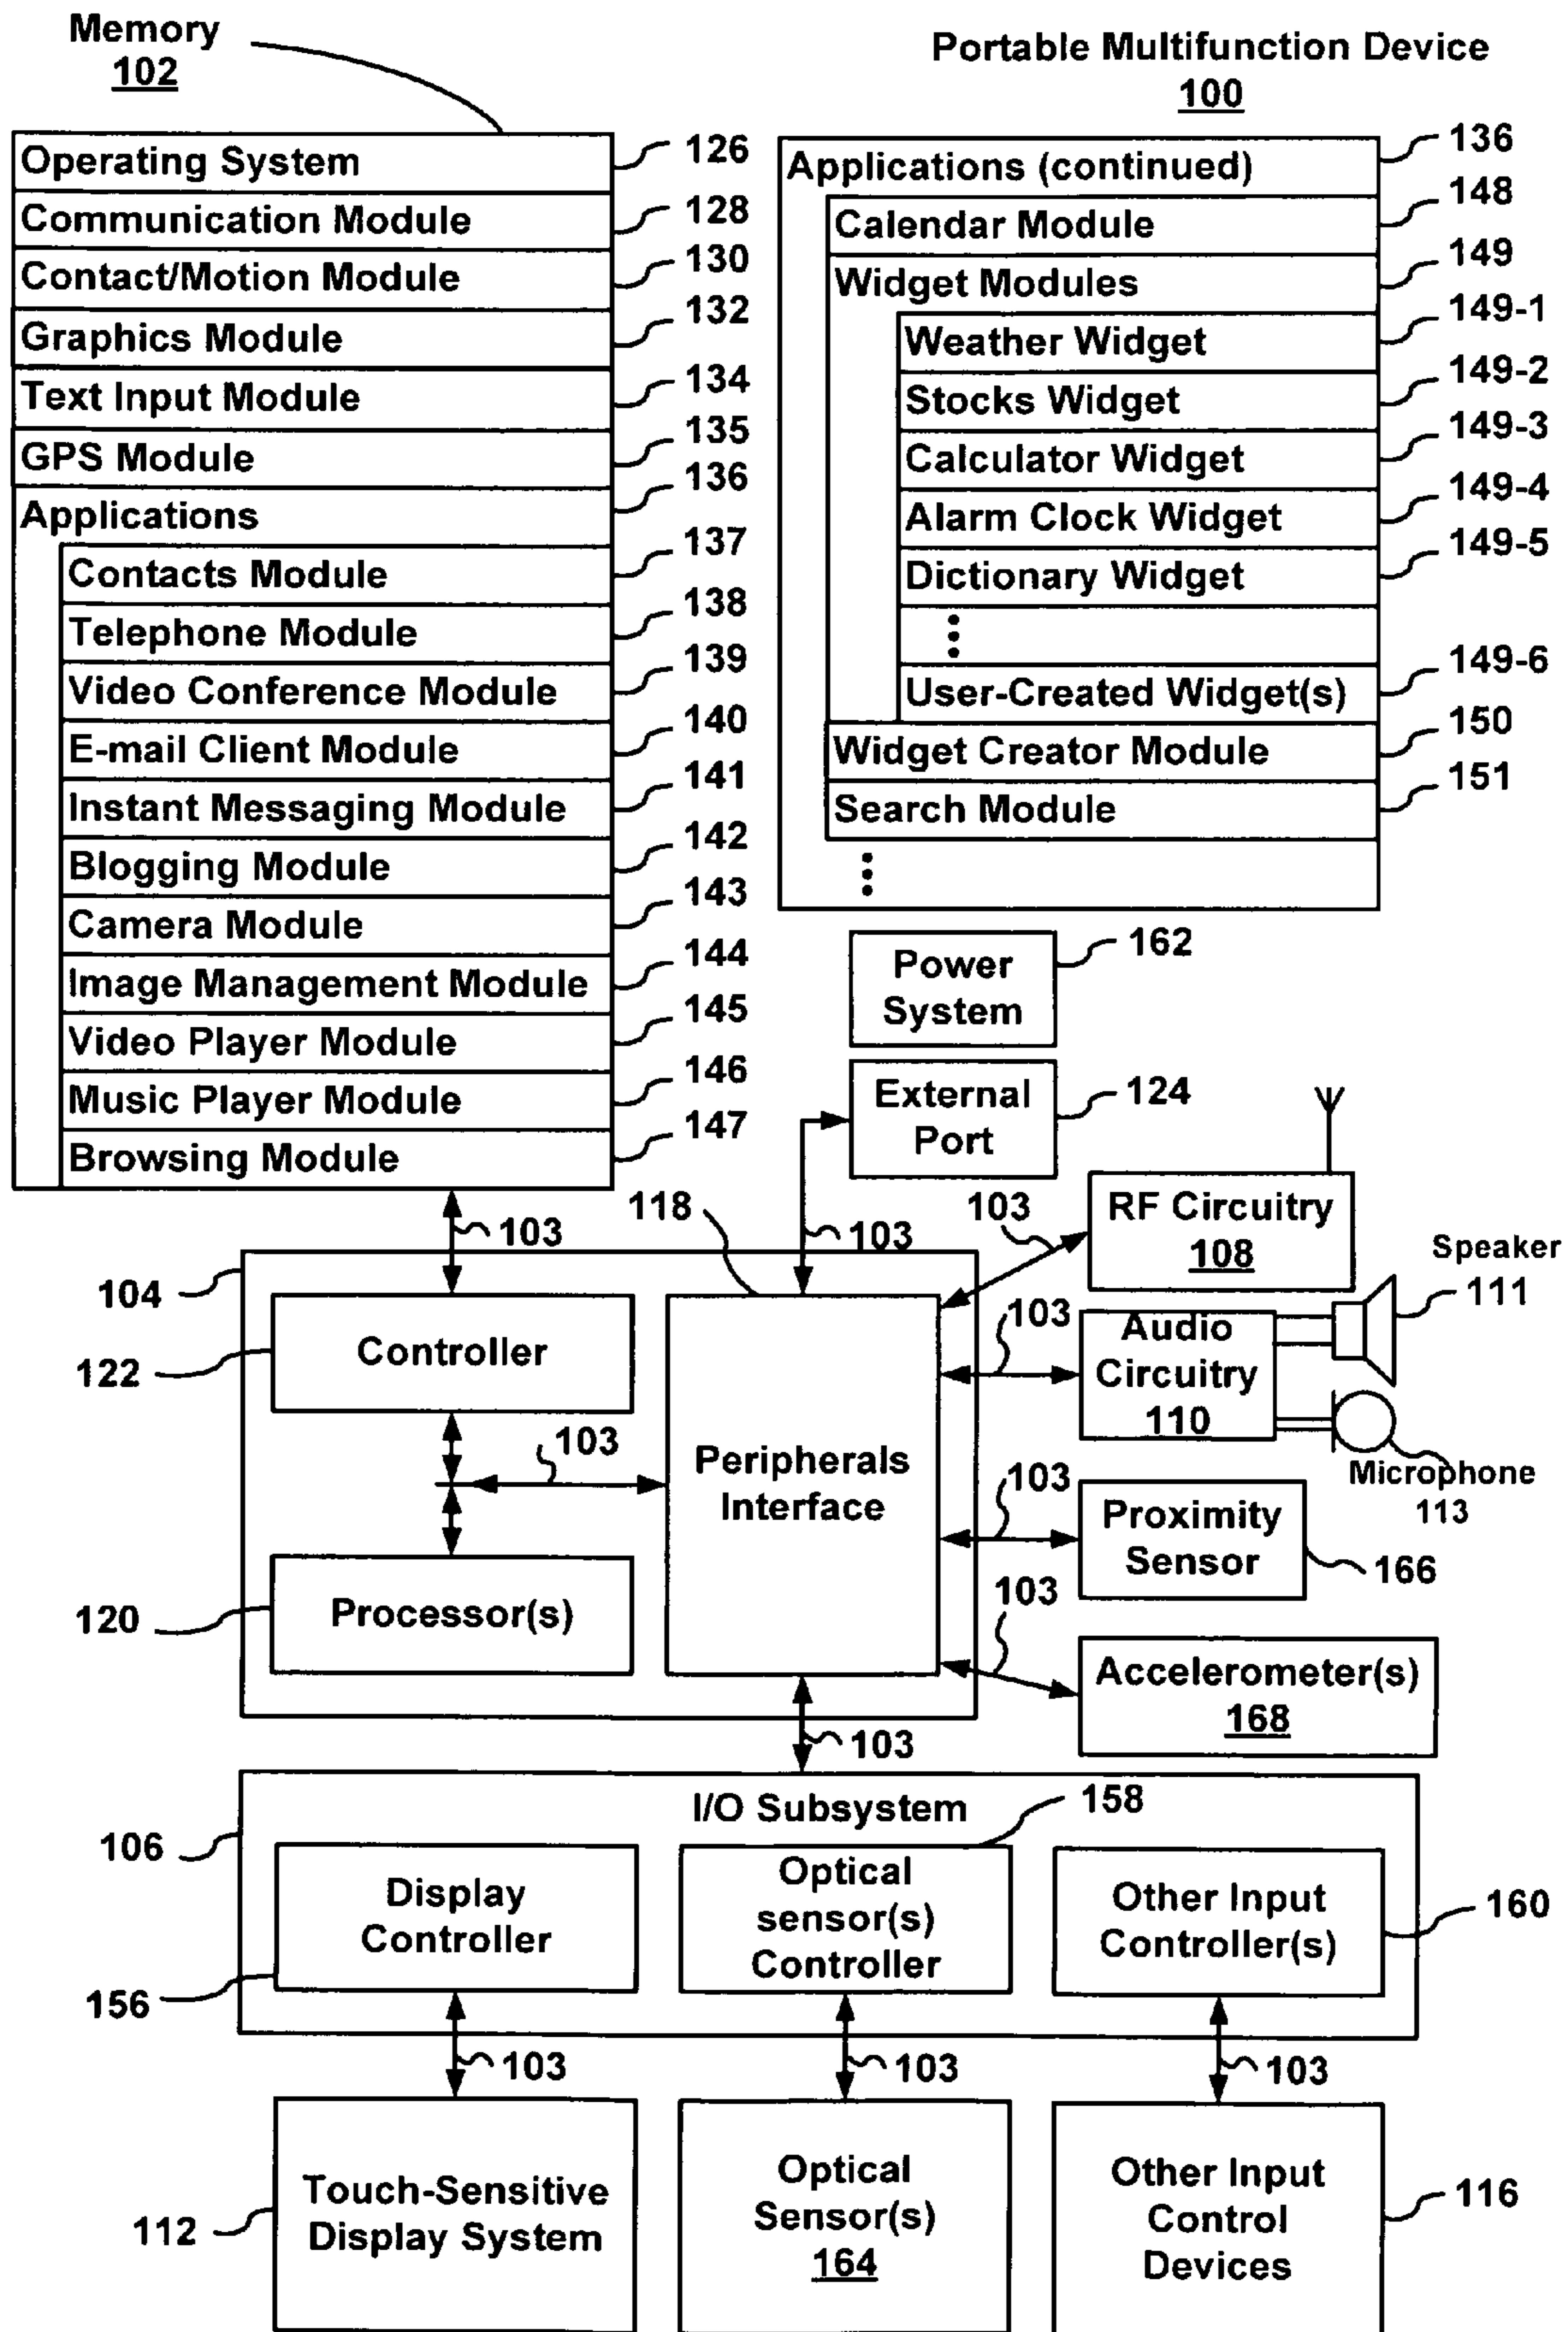 Memory
102
Portable Multifunction Device
100
Operating System
126
Communication Module
128
Contact/Motion Module
130
Graphics Module
132
Text Input Module
134
GPS Module
135
Applications
136
Contacts Module
137
Telephone Module
138
Video Conference Module
139
E-mail Client Module
140
Instant Messaging Module
141
Blogging Module
142
Camera Module
143
Image Management Module
144
Video Player Module
145
Music Player Module
146
Browsing Module
147
Applications (continued)
136
Calendar Module
148
Widget Modules
149
Weather Widget
149-1
Stocks Widget
149-2
Calculator Widget
149-3
Alarm Clock Widget
149-4
Dictionary Widget
149-5
User-Created Widget(s)
149-6
Widget Creator Module
150
Search Module
151
Power
System
162
External
Port
124
103
118
103
103
RF Circuitry
108
Speaker
111
104
Controller
122
103
Audio
Circuitry
110
Microphone
113
103
Peripherals
Interface
103
Proximity
Sensor
166
Processor(s)
120
103
Accelerometer(s)
168
103
I/O Subsystem
106
158
Display
Controller
156
Optical
sensor(s)
Controller
Other Input
Controller(s)
160
103
103
103
Touch-Sensitive
Display System
112
Optical
Sensor(s)
164
Other Input
Control
Devices
116